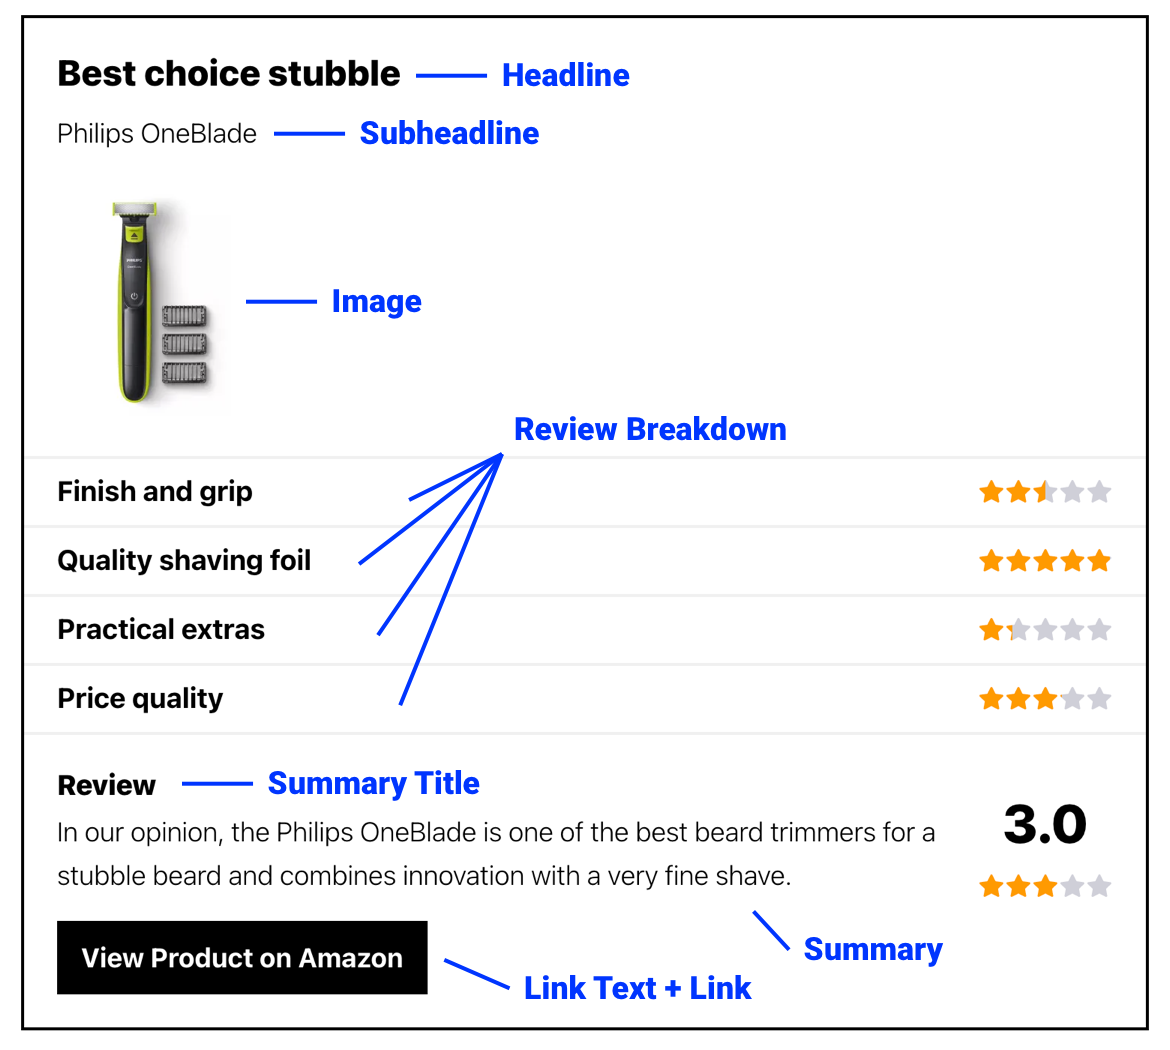 Best choice stubble
Headline
Philips OneBlade
Subheadline
PHILIPS
Image
Review Breakdown
Finish and grip
Quality shaving foil
Practical extras
Price quality
Review
Summary Title
In our opinion, the Philips OneBlade is one of the best beard trimmers for a
stubble beard and combines innovation with a very fine shave.
3.0
Summary
View Product on Amazon
Link Text + Link